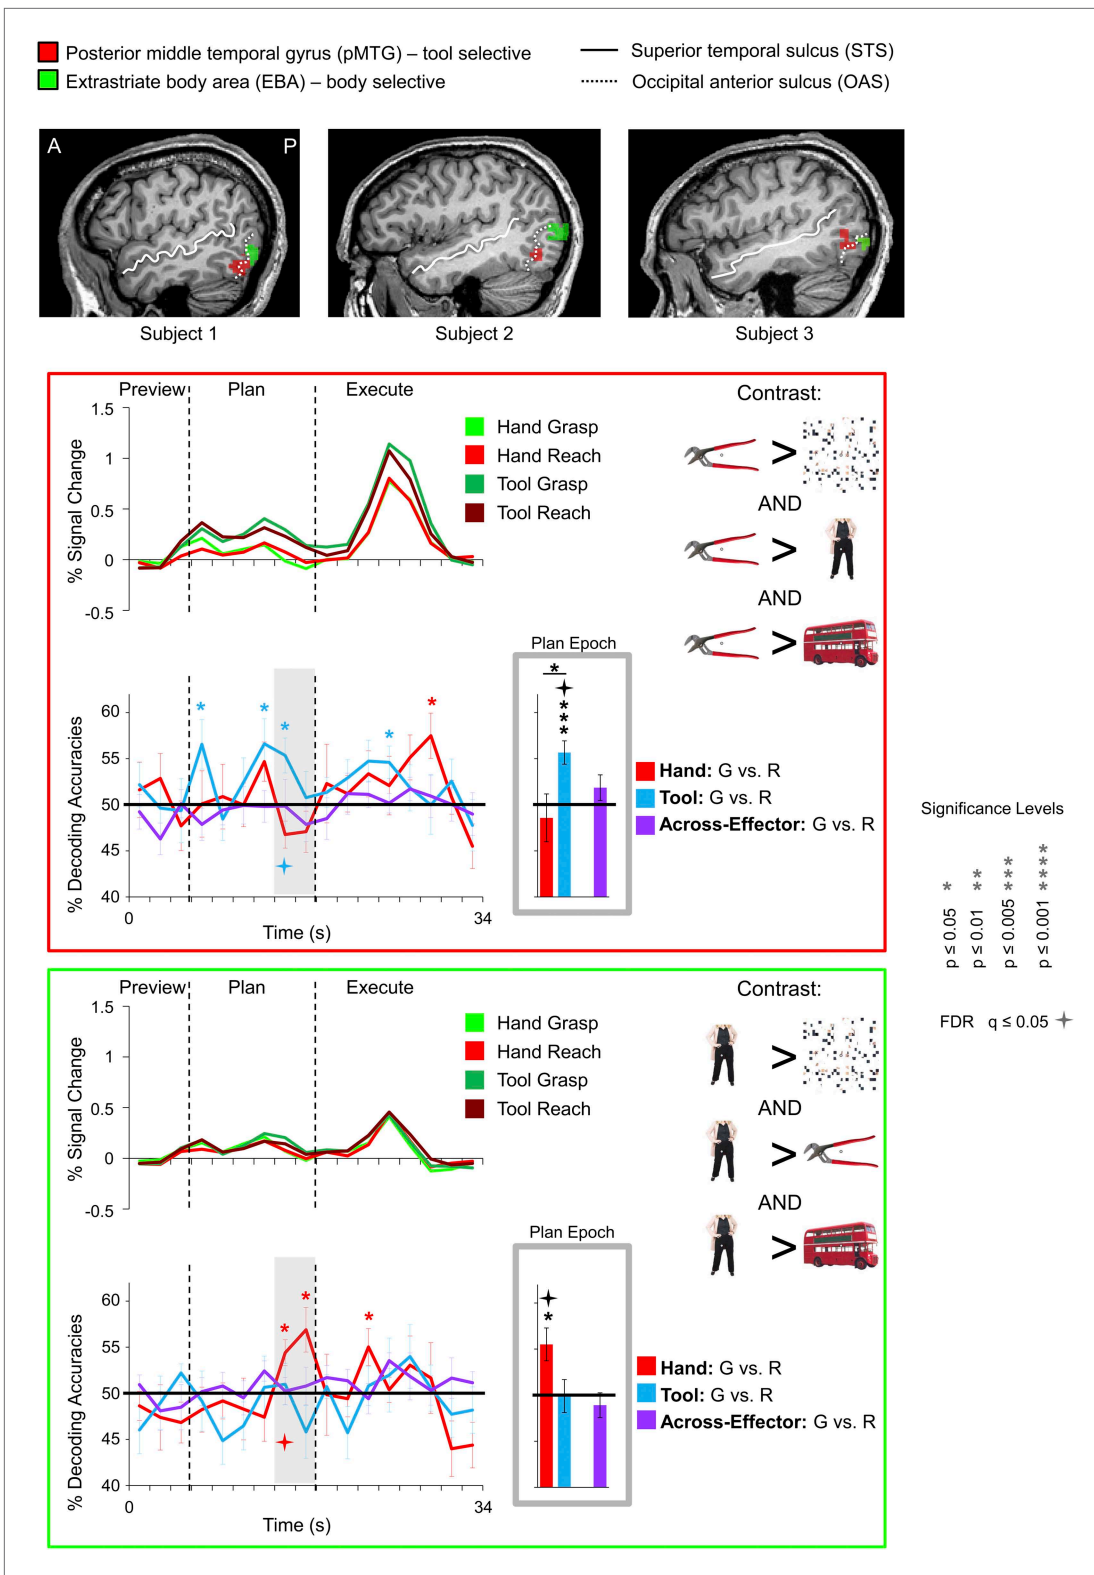 Posterior middle temporal gyrus (pMTG) – tool selective
Extrastriate body area (EBA) – body selective
Superior temporal sulcus (STS)
Occipital anterior sulcus (OAS)
A
P
Subject 1
Subject 2
Subject 3
Preview
Plan
Execute
Contrast:
% Signal Change
1.5
1
0.5
0
-0.5
Hand Grasp
Hand Reach
Tool Grasp
Tool Reach
>
AND
>
AND
>
Plan Epoch
% Decoding Accuracies
60
55
50
45
40
0
34
Time (s)
*
*
*
*
*
*
***
Hand: G vs. R
Tool: G vs. R
Across-Effector: G vs. R
Significance Levels
*
**
***
****
p ≤ 0.05
p ≤ 0.01
p ≤ 0.005
p ≤ 0.001
FDR q ≤ 0.05
Preview
Plan
Execute
Contrast:
% Signal Change
1.5
1
0.5
0
-0.5
Hand Grasp
Hand Reach
Tool Grasp
Tool Reach
>
AND
>
AND
>
Plan Epoch
% Decoding Accuracies
60
55
50
45
40
0
34
Time (s)
*
*
*
*
Hand: G vs. R
Tool: G vs. R
Across-Effector: G vs. R